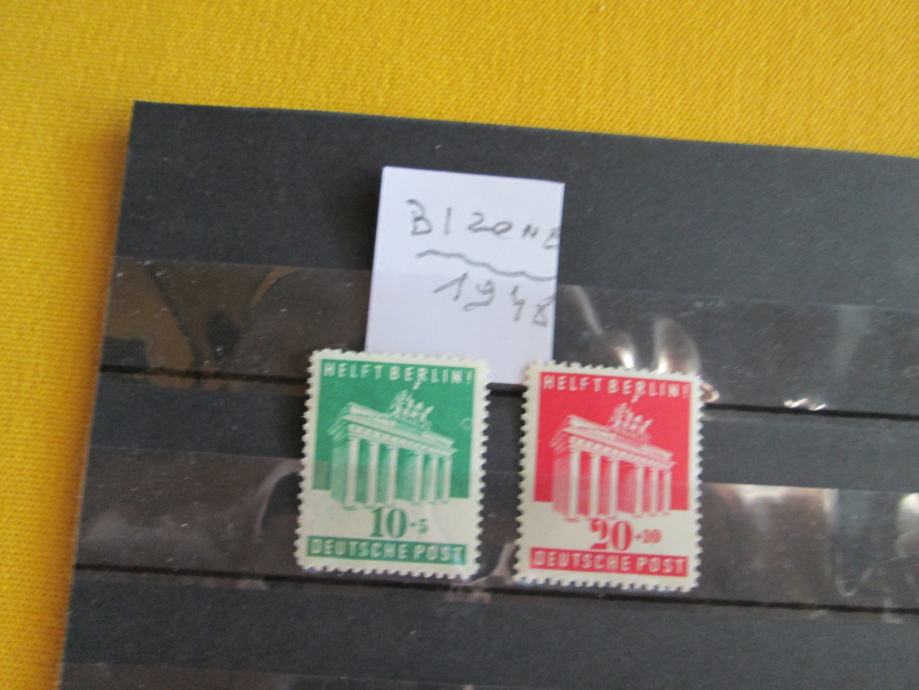 BIZONE
1948
HELFT BERLIN!
10+5
DEUTSCHE POST
HELFT BERLIN!
20+10
DEUTSCHE POST